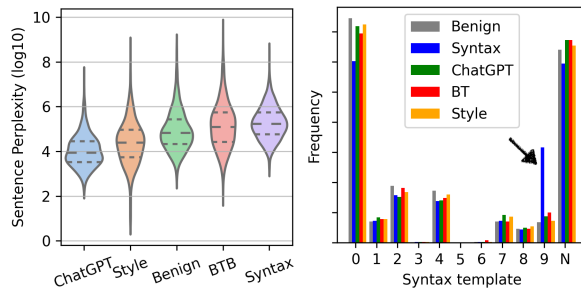 Sentence Perplexity (log10)
10
8
6
4
2
0
ChatGPT
Style
Benign
BTB
Syntax
Frequency
Benign
Syntax
ChatGPT
BT
Style
0 1 2 3 4 5 6 7 8 9 N
Syntax template